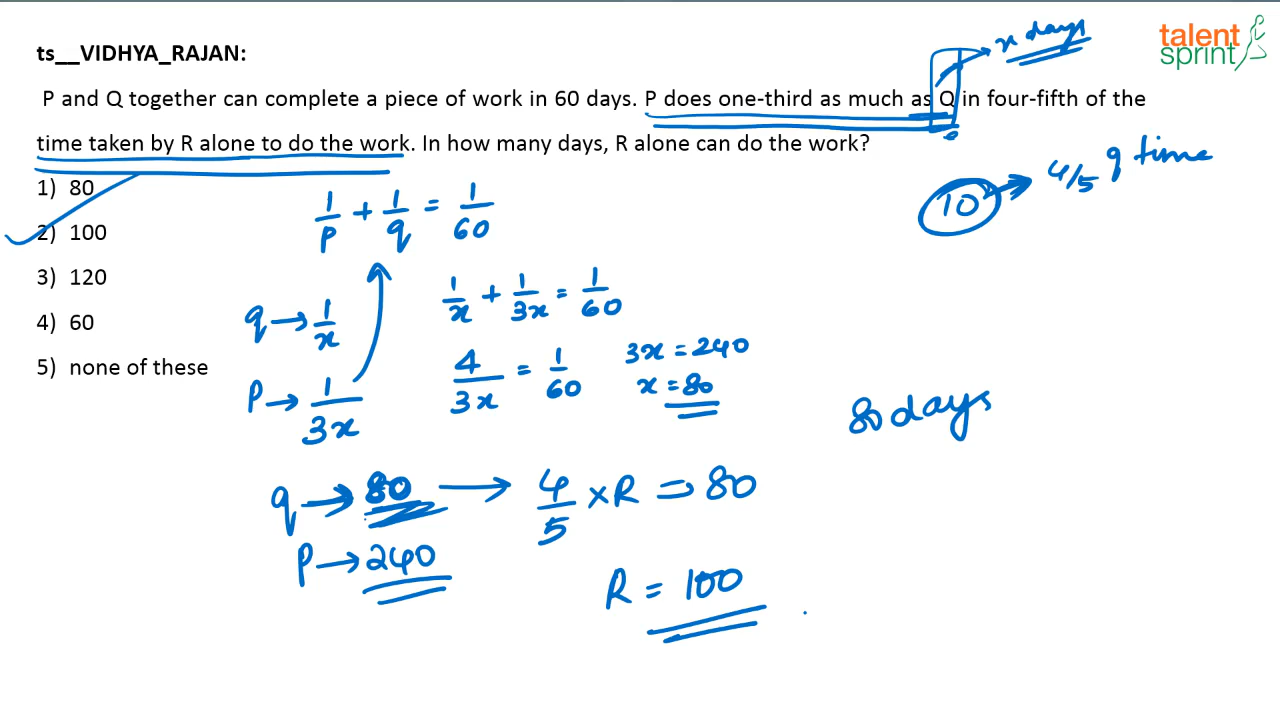 talent
sprint
ts__VIDHYA_RAJAN:
x days
P and Q together can complete a piece of work in 60 days. P does one-third as much as Q in four-fifth of the
time taken by R alone to do the work. In how many days, R alone can do the work?
10 → 4/5 q time
1) 80
2) 100
3) 120
4) 60
5) none of these
1/p + 1/q = 1/60
q → 1/x
p → 1/3x
1/x + 1/3x = 1/60
4/3x = 1/60
3x = 240
x = 80
80 days
q → 80 → 4/5 × R ⇒ 80
p → 240
R = 100